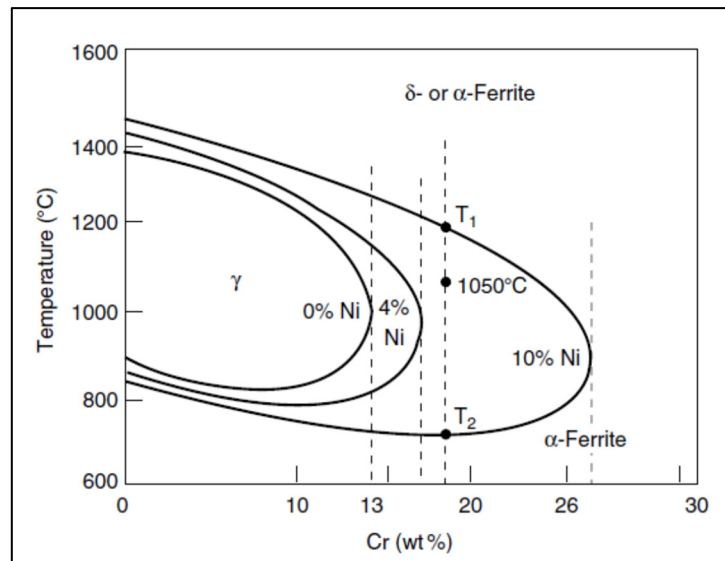 1600
δ- or α-Ferrite
1400
T1
1200
γ
1050°C
1000
0% Ni
4%
Ni
10% Ni
800
T2
α-Ferrite
600
0
10
13
20
26
30
Cr (wt %)
Temperature (°C)